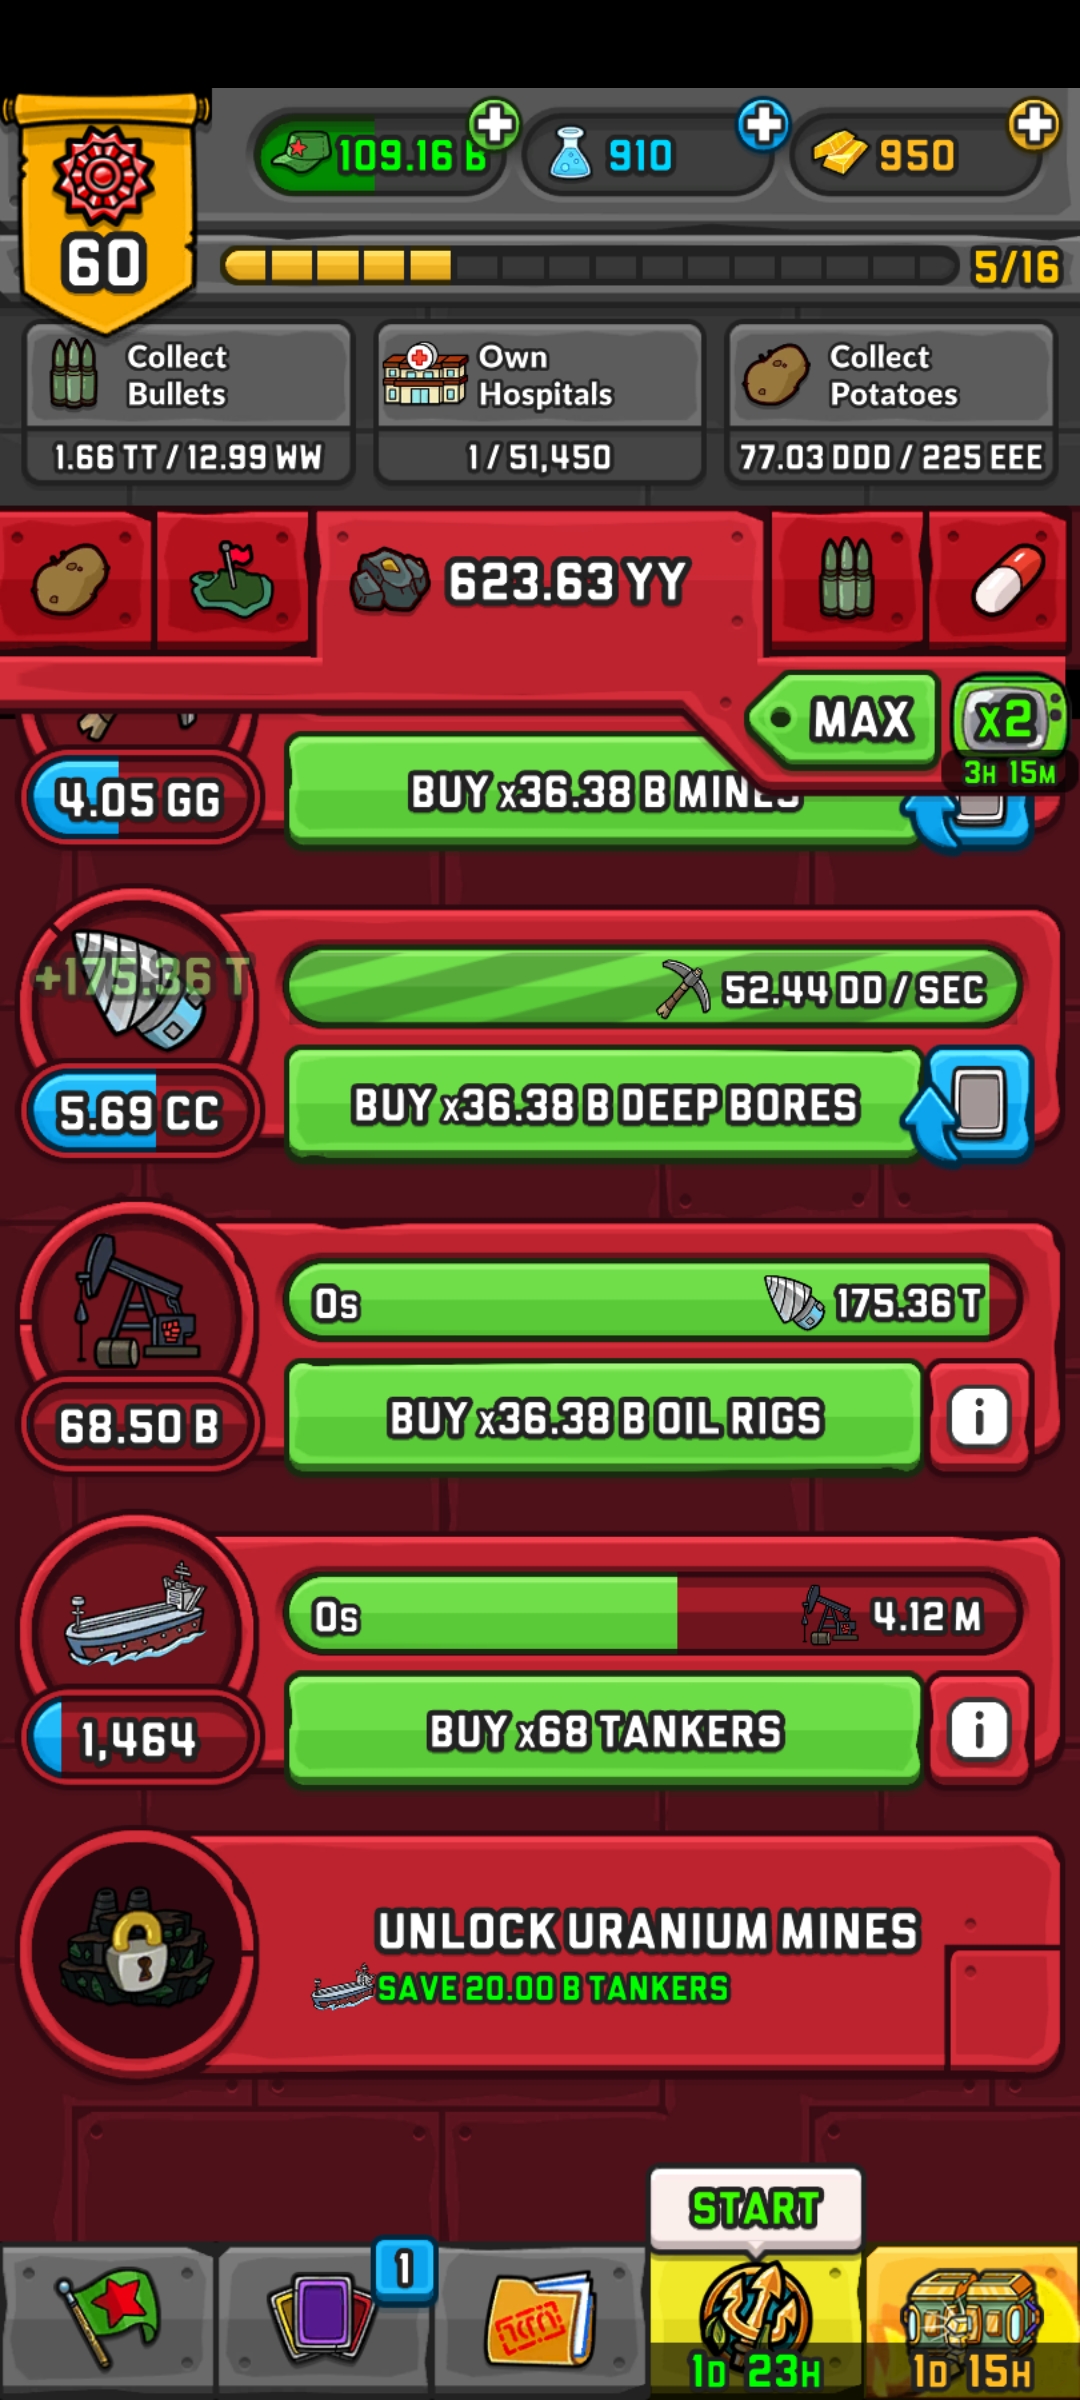 60
109.16 B
910
950
5/16
Collect
Bullets
1.66 TT / 12.99 WW
Own
Hospitals
1 / 51,450
Collect
Potatoes
77.03 DDD / 225 EEE
623.63 YY
MAX
x2
3H 15M
4.05 GG
BUY x36.38 B MINES
+175.36 T
52.44 DD / SEC
5.69 CC
BUY x36.38 B DEEP BORES
0s
175.36 T
68.50 B
BUY x36.38 B OIL RIGS
i
0s
4.12 M
1,464
BUY x68 TANKERS
i
UNLOCK URANIUM MINES
SAVE 20.00 B TANKERS
START
1
1D 23H
1D 15H